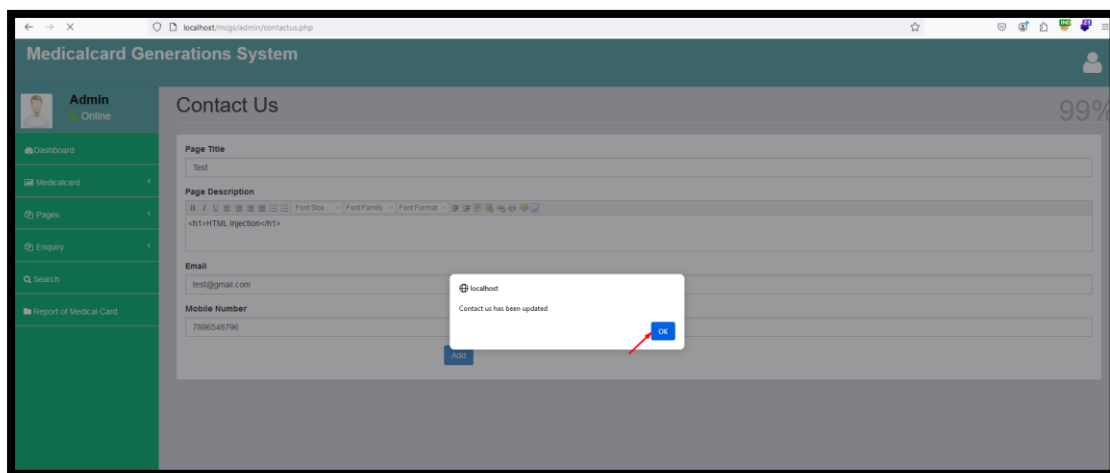 localhost/mcgs/admin/contactus.php
Medicalcard Generations System
Admin
Online
Contact Us
99%
Dashboard
Medicalcard
Pages
Enquiry
Search
Report of Medical Card
Page Title
Test
Page Description
B I U Font Size... Font Family. Font Format
<h1>HTML Injection</h1>
Email
test@gmail.com
Mobile Number
7896548796
localhost
Contact us has been updated
OK
Add